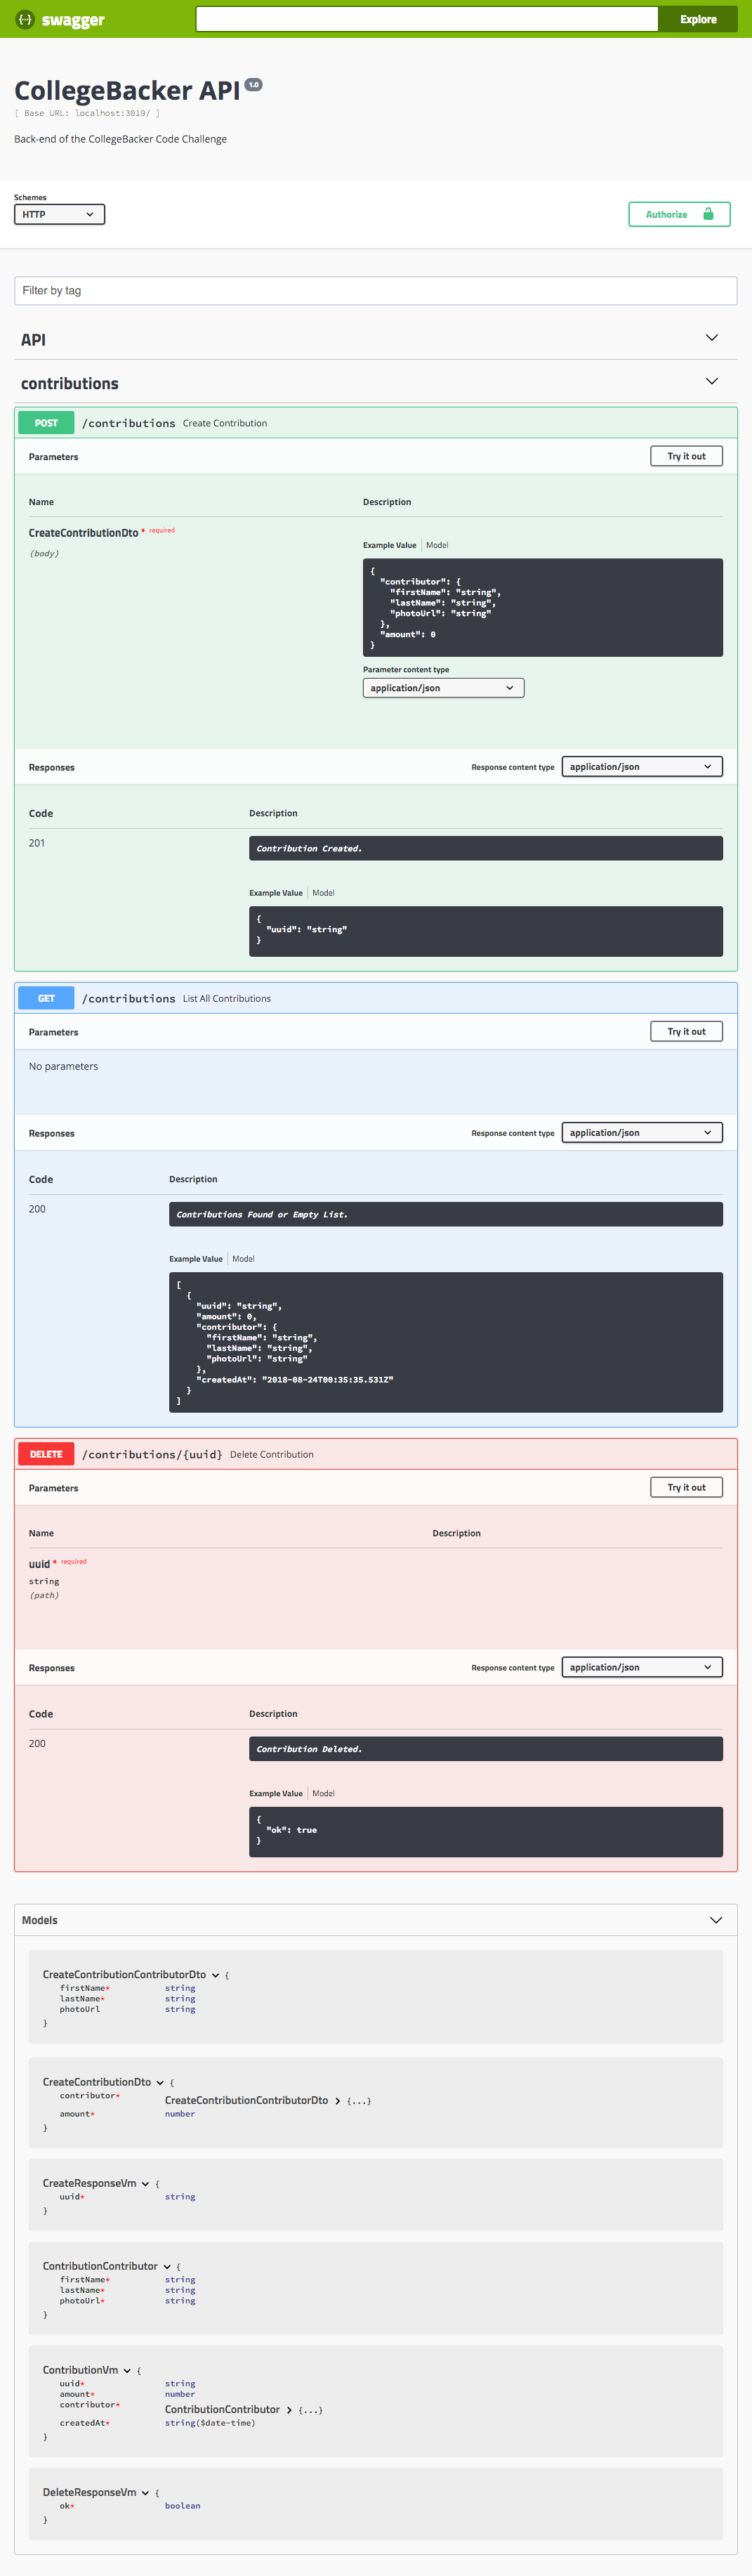 {··} swagger Explore
CollegeBacker API 1.0
[ Base URL: localhost:3019/ ]
Back-end of the CollegeBacker Code Challenge
Schemes
HTTP
Authorize
Filter by tag
API
contributions
POST /contributions Create Contribution
Parameters Try it out
Name Description
CreateContributionDto * required
(body)
Example Value Model
{
"contributor": {
"firstName": "string",
"lastName": "string",
"photoUrl": "string"
},
"amount": 0
}
Parameter content type
application/json
Responses Response content type application/json
Code Description
201 Contribution Created.
Example Value Model
{
"uuid": "string"
}
GET /contributions List All Contributions
Parameters Try it out
No parameters
Responses Response content type application/json
Code Description
200 Contributions Found or Empty List.
Example Value Model
[
{
"uuid": "string",
"amount": 0,
"contributor": {
"firstName": "string",
"lastName": "string",
"photoUrl": "string"
},
"createdAt": "2018-08-24T00:35:35.531Z"
}
]
DELETE /contributions/{uuid} Delete Contribution
Parameters Try it out
Name Description
uuid * required
string
(path)
Responses Response content type application/json
Code Description
200 Contribution Deleted.
Example Value Model
{
"ok": true
}
Models
CreateContributionContributorDto {
firstName* string
lastName* string
photoUrl string
}
CreateContributionDto {
contributor* CreateContributionContributorDto {...}
amount* number
}
CreateResponseVm {
uuid* string
}
ContributionContributor {
firstName* string
lastName* string
photoUrl* string
}
ContributionVm {
uuid* string
amount* number
contributor* ContributionContributor {...}
createdAt* string($date-time)
}
DeleteResponseVm {
ok* boolean
}